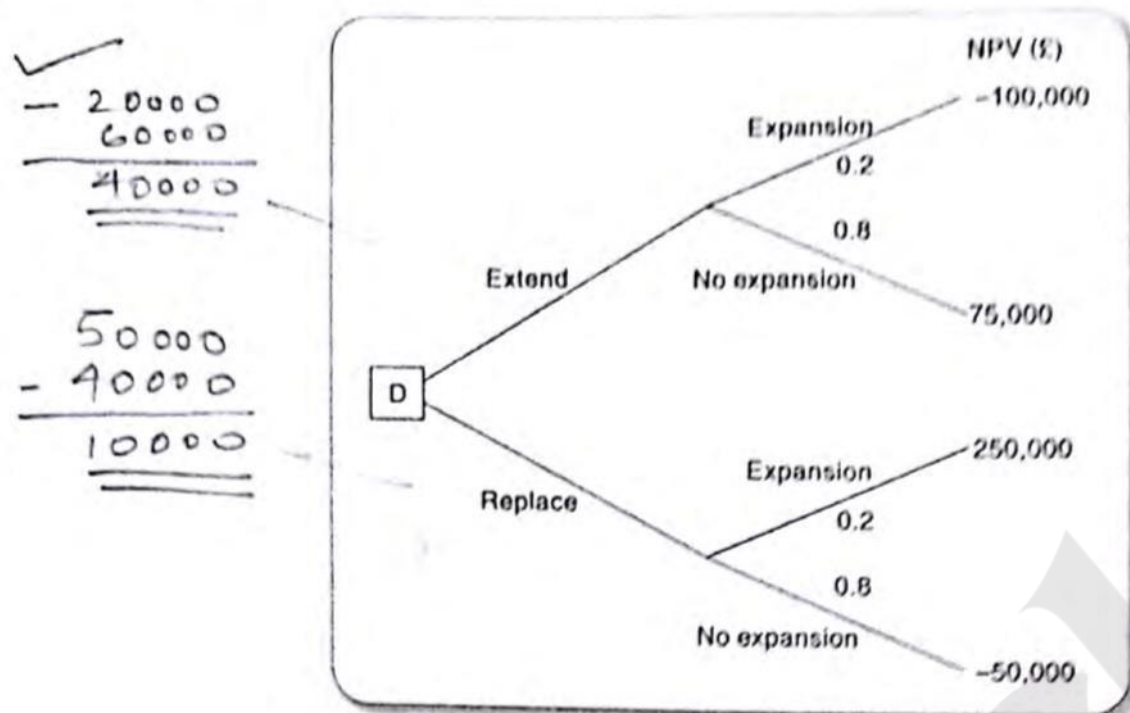 ✓
- 20000
60000
40000
50000
- 40000
10000
NPV (£)
-100,000
Expansion
0.2
0.8
Extend
No expansion
75,000
D
250,000
Expansion
Replace
0.2
0.8
No expansion
-50,000